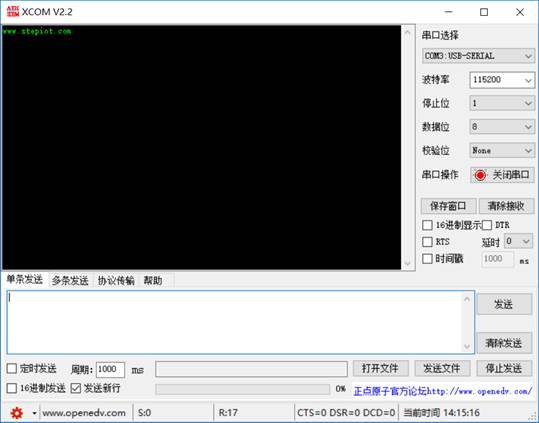 XCOM V2.2
www.stepiot.com
串口选择
COM3:USB-SERIAL
波特率 115200
停止位 1
数据位 8
校验位 None
串口操作 关闭串口
保存窗口 清除接收
16进制显示 DTR
RTS 延时 0
时间戳 1000 ms
单条发送 多条发送 协议传输 帮助
发送
清除发送
定时发送 周期: 1000 ms 打开文件 发送文件 停止发送
16进制发送 发送新行 0% 正点原子官方论坛http://www.openedv.com/
www.openedv.com S:0 R:17 CTS=0 DSR=0 DCD=0 当前时间 14:15:16